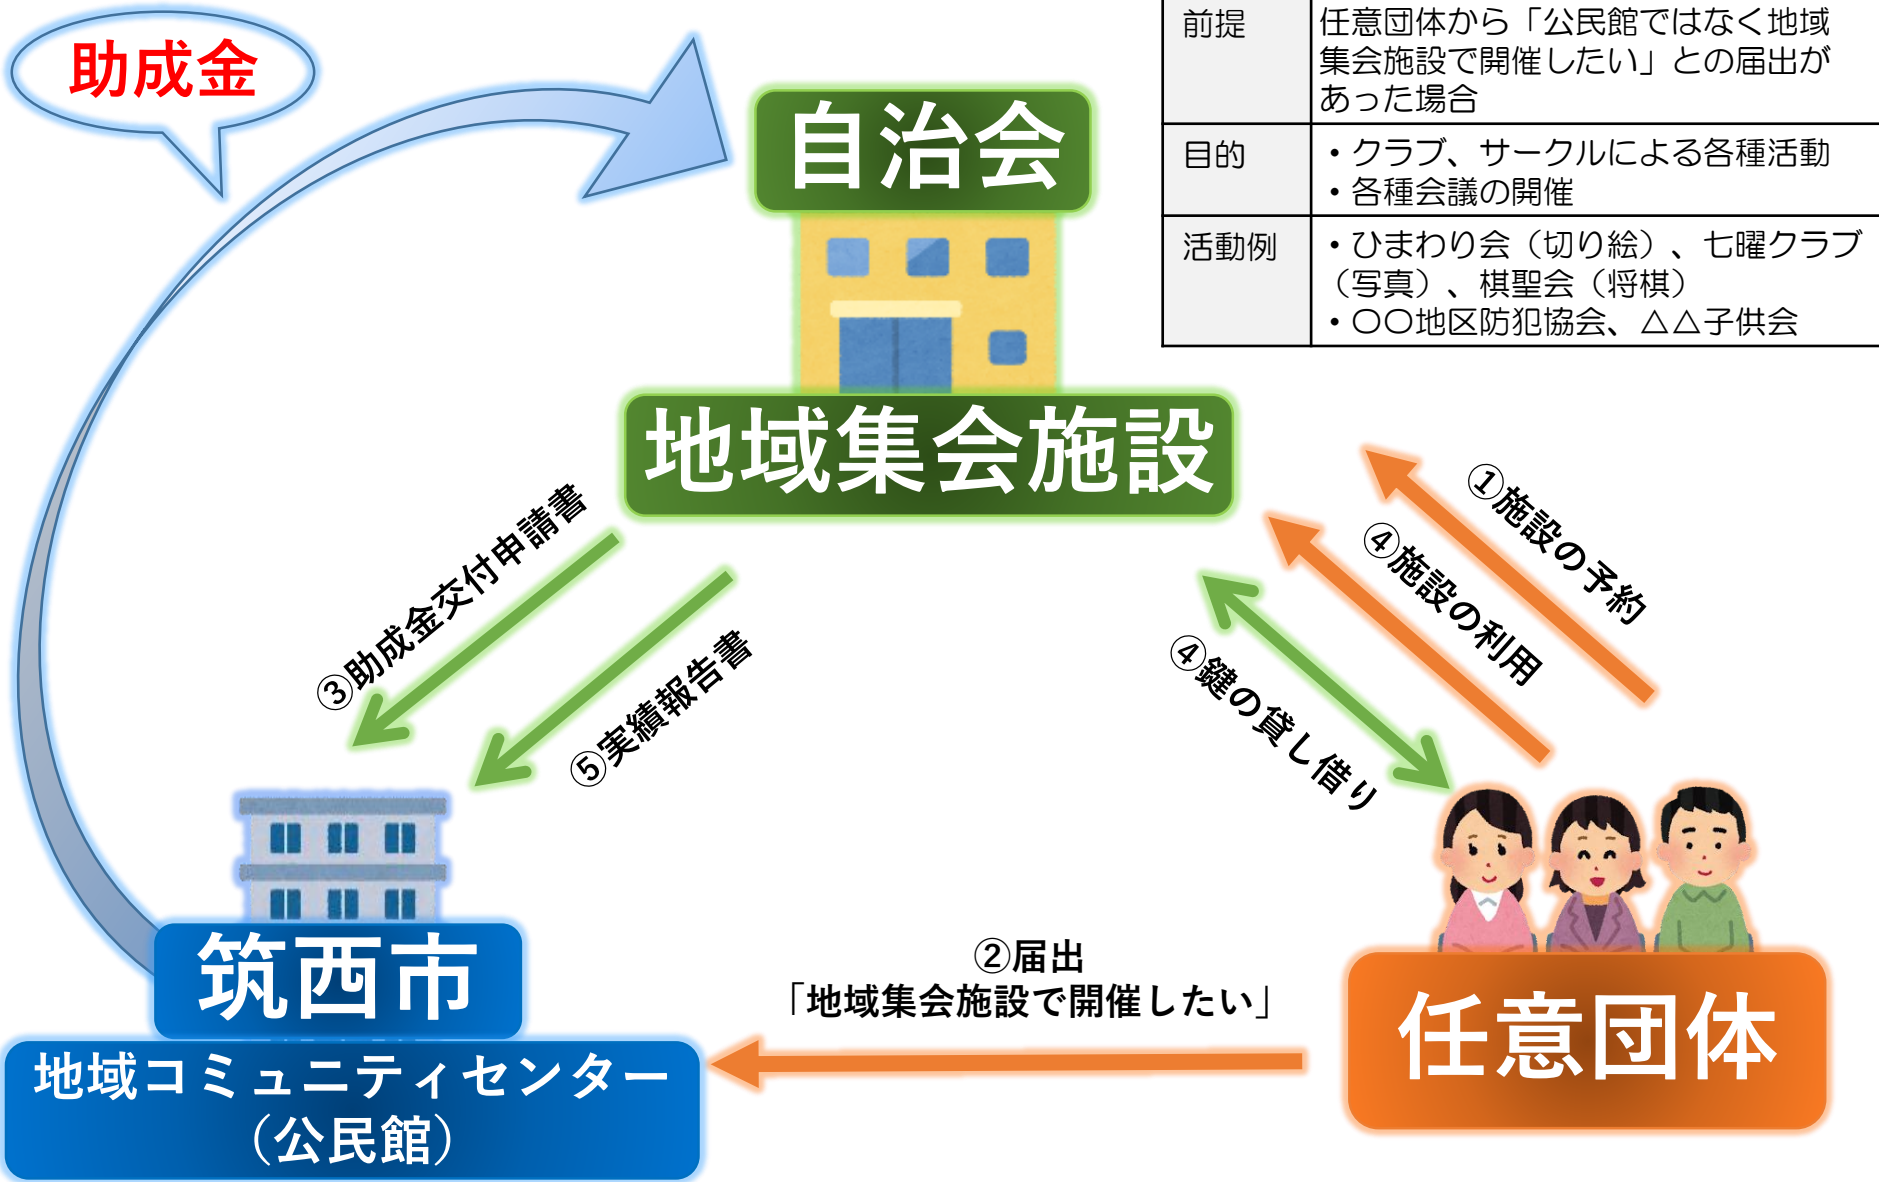 助成金
自治会
地域集会施設
前提
任意団体から「公民館ではなく地域
集会施設で開催したい」との届出が
あった場合
目的
・クラブ、サークルによる各種活動
・各種会議の開催
活動例
・ひまわり会（切り絵）、七曜クラブ
（写真）、棋聖会（将棋）
・〇〇地区防犯協会、△△子供会
①施設の予約
④施設の利用
④鍵の貸し借り
③助成金交付申請書
⑤実績報告書
筑西市
地域コミュニティセンター
（公民館）
②届出
「地域集会施設で開催したい」
任意団体